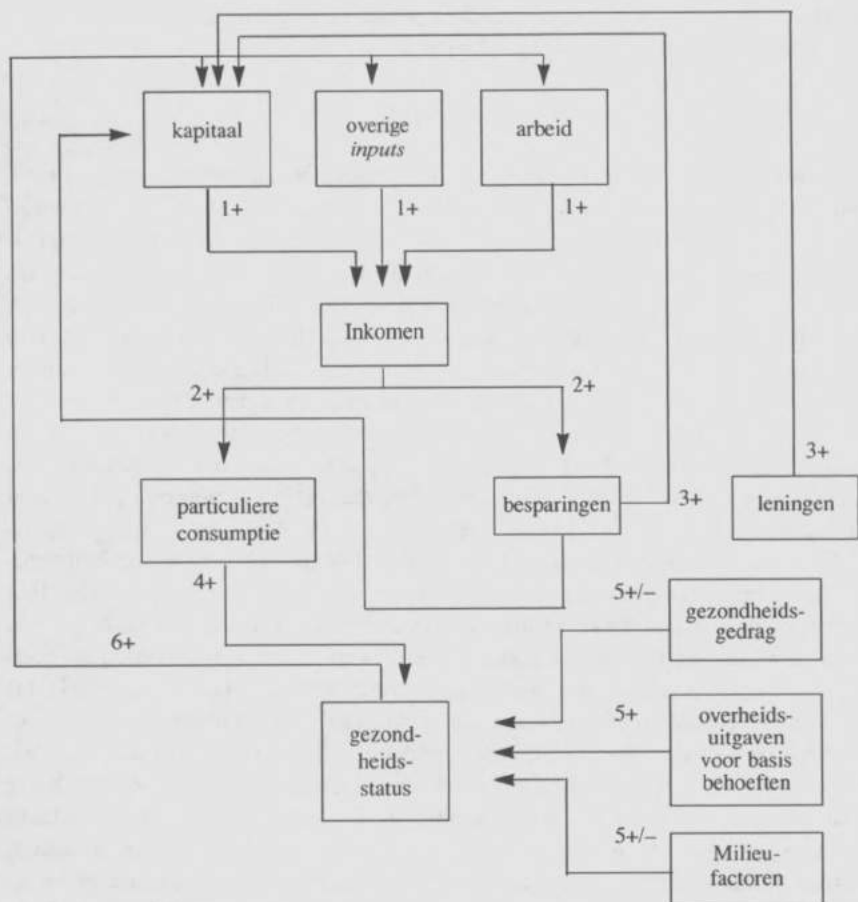 kapitaal
overige
inputs
arbeid
1+
1+
1+
Inkomen
2+
2+
3+
particuliere
consumptie
besparingen
3+
leningen
4+
5+/–
gezondheids-
gedrag
6+
gezond-
heids-
status
5+
overheids-
uitgaven
voor basis
behoeften
5+/–
Milieu-
factoren